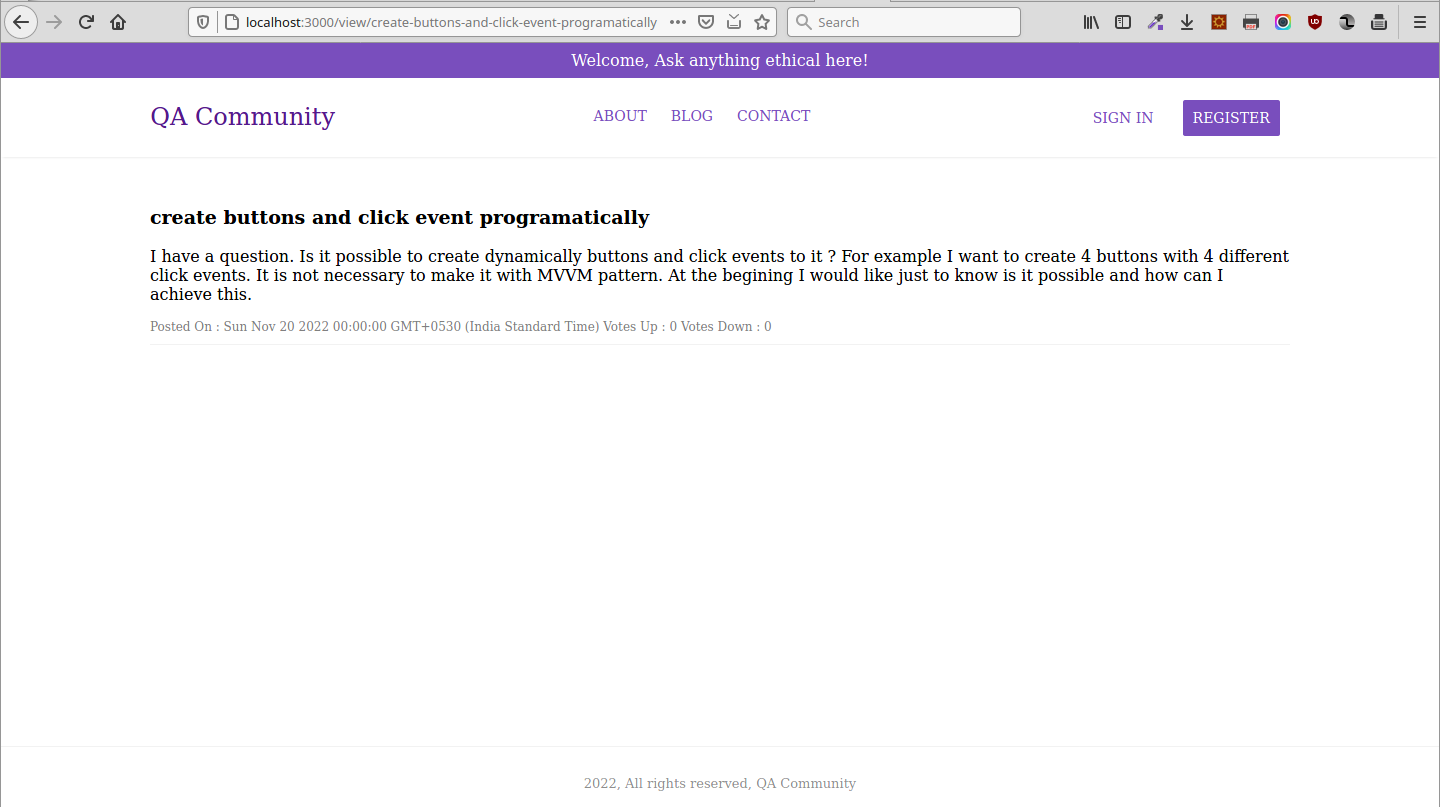 localhost:3000/view/create-buttons-and-click-event-programatically
Search
Welcome, Ask anything ethical here!
QA Community
ABOUT BLOG CONTACT
SIGN IN
REGISTER
create buttons and click event programatically
I have a question. Is it possible to create dynamically buttons and click events to it ? For example I want to create 4 buttons with 4 different
click events. It is not necessary to make it with MVVM pattern. At the begining I would like just to know is it possible and how can I
achieve this.
Posted On : Sun Nov 20 2022 00:00:00 GMT+0530 (India Standard Time) Votes Up : 0 Votes Down : 0
2022, All rights reserved, QA Community